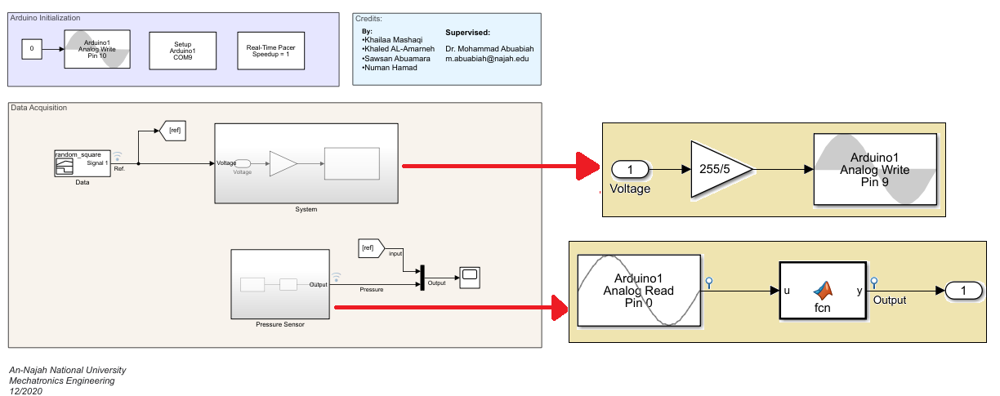 Arduino Initialization
0
Arduino1
Analog Write
Pin 10
Setup
Arduino1
COM9
Real-Time Pacer
Speedup = 1
Credits:
By:
•Khailaa Mashaqi
•Khaled AL-Amarneh
•Sawsan Abuamara
•Numan Hamad
Supervised:
Dr. Mohammad Abuabiah
m.abuabiah@najah.edu
Data Acquisition
random_square
Signal 1
Data
Ref.
[ref]
Voltage
Voltage
System
[ref]
input
Output
Pressure
Output
Pressure Sensor
1
Voltage
255/5
Arduino1
Analog Write
Pin 9
Arduino1
Analog Read
Pin 0
u
fcn
y
Output
1
An-Najah National University
Mechatronics Engineering
12/2020